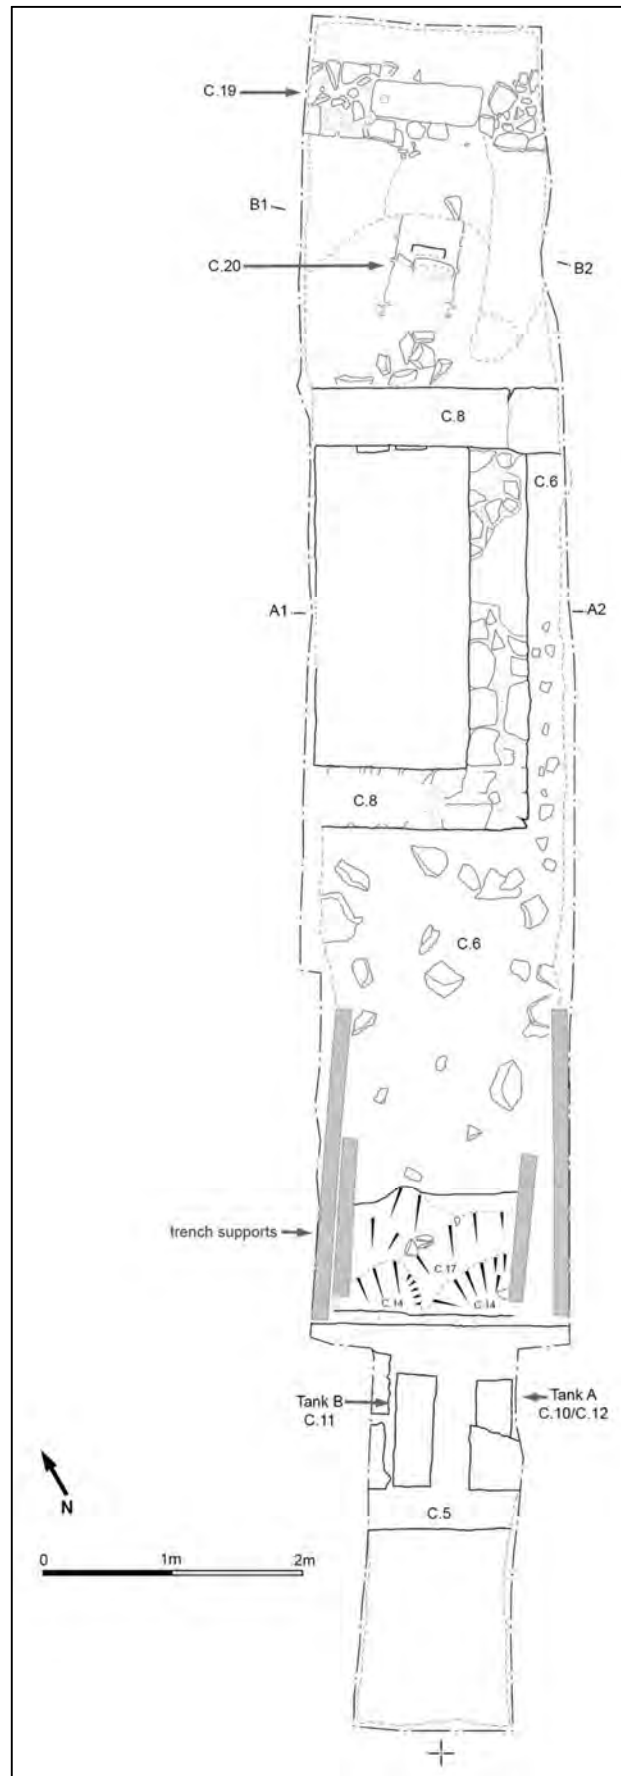 C.19
B1
B2
C.20
C.8
C.6
A1
A2
C.8
C.6
trench supports
C.17
C.14
C.14
Tank B
C.11
Tank A
C.10/C.12
C.5
N
0 1m 2m